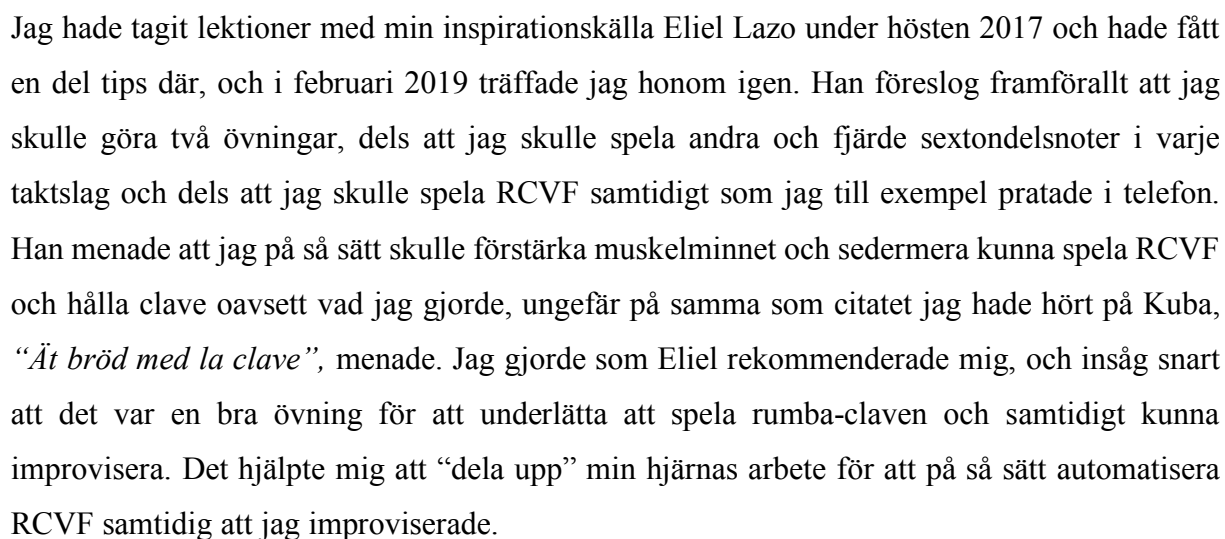 Jag hade tagit lektioner med min inspirationskälla Eliel Lazo under hösten 2017 och hade fått
en del tips där, och i februari 2019 träffade jag honom igen. Han föreslog framförallt att jag
skulle göra två övningar, dels att jag skulle spela andra och fjärde sextondelsnoter i varje
taktslag och dels att jag skulle spela RCVF samtidigt som jag till exempel pratade i telefon.
Han menade att jag på så sätt skulle förstärka muskelminnet och sedermera kunna spela RCVF
och hålla clave oavsett vad jag gjorde, ungefär på samma som citatet jag hade hört på Kuba,
“Ät bröd med la clave”, menade. Jag gjorde som Eliel rekommenderade mig, och insåg snart
att det var en bra övning för att underlätta att spela rumba-claven och samtidigt kunna
improvisera. Det hjälpte mig att “dela upp” min hjärnas arbete för att på så sätt automatisera
RCVF samtidig att jag improviserade.